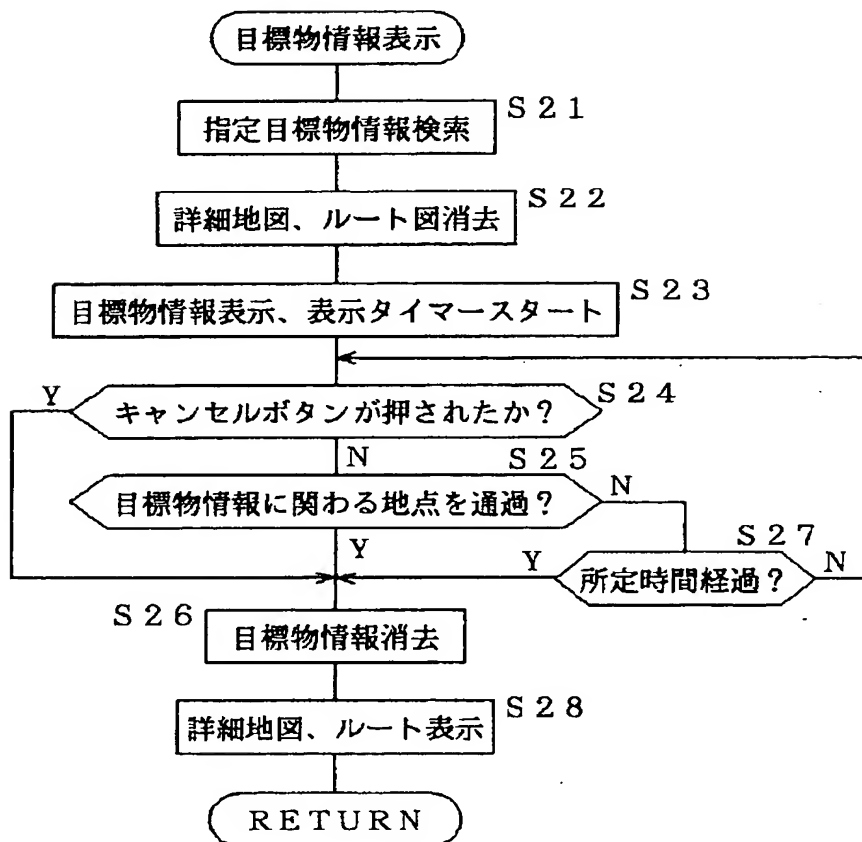 目標物情報表示
S21
指定目標物情報検索
S22
詳細地図、ルート図消去
S23
目標物情報表示、表示タイマースタート
Y
キャンセルボタンが押されたか?
S24
N
S25
目標物情報に関わる地点を通過?
N
S27
Y
Y
所定時間経過?
N
S26
目標物情報消去
S28
詳細地図、ルート表示
RETURN